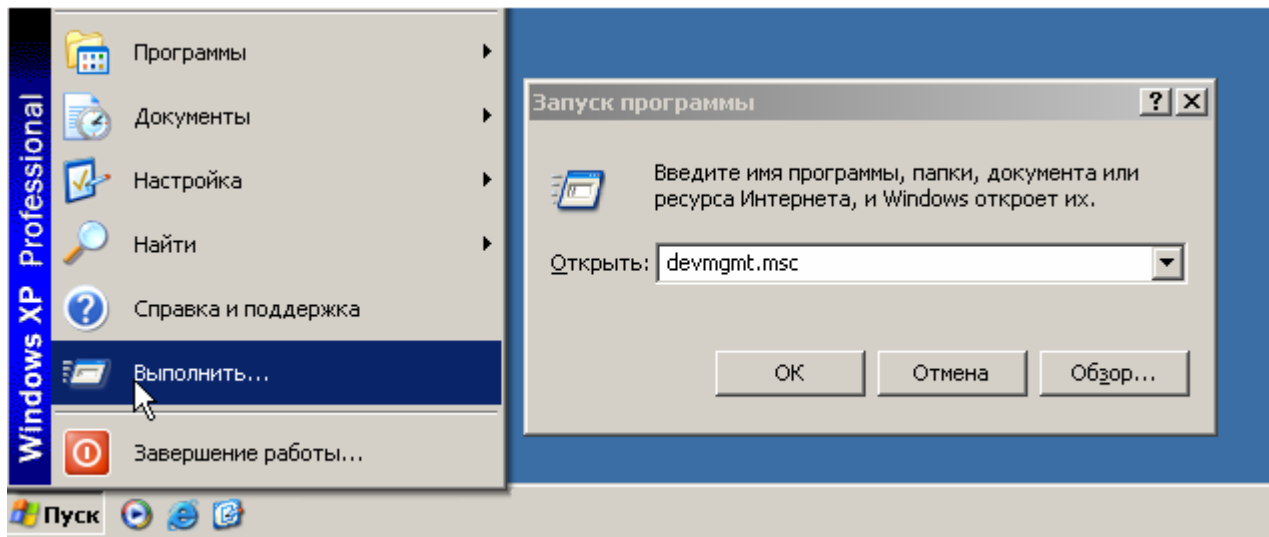 Windows XP Professional
Программы
Документы
Настройка
Найти
Справка и поддержка
Выполнить...
Завершение работы...
Пуск
Запуск программы
Введите имя программы, папки, документа или
ресурса Интернета, и Windows откроет их.
Открыть: devmgmt.msc
ОК Отмена Обзор...